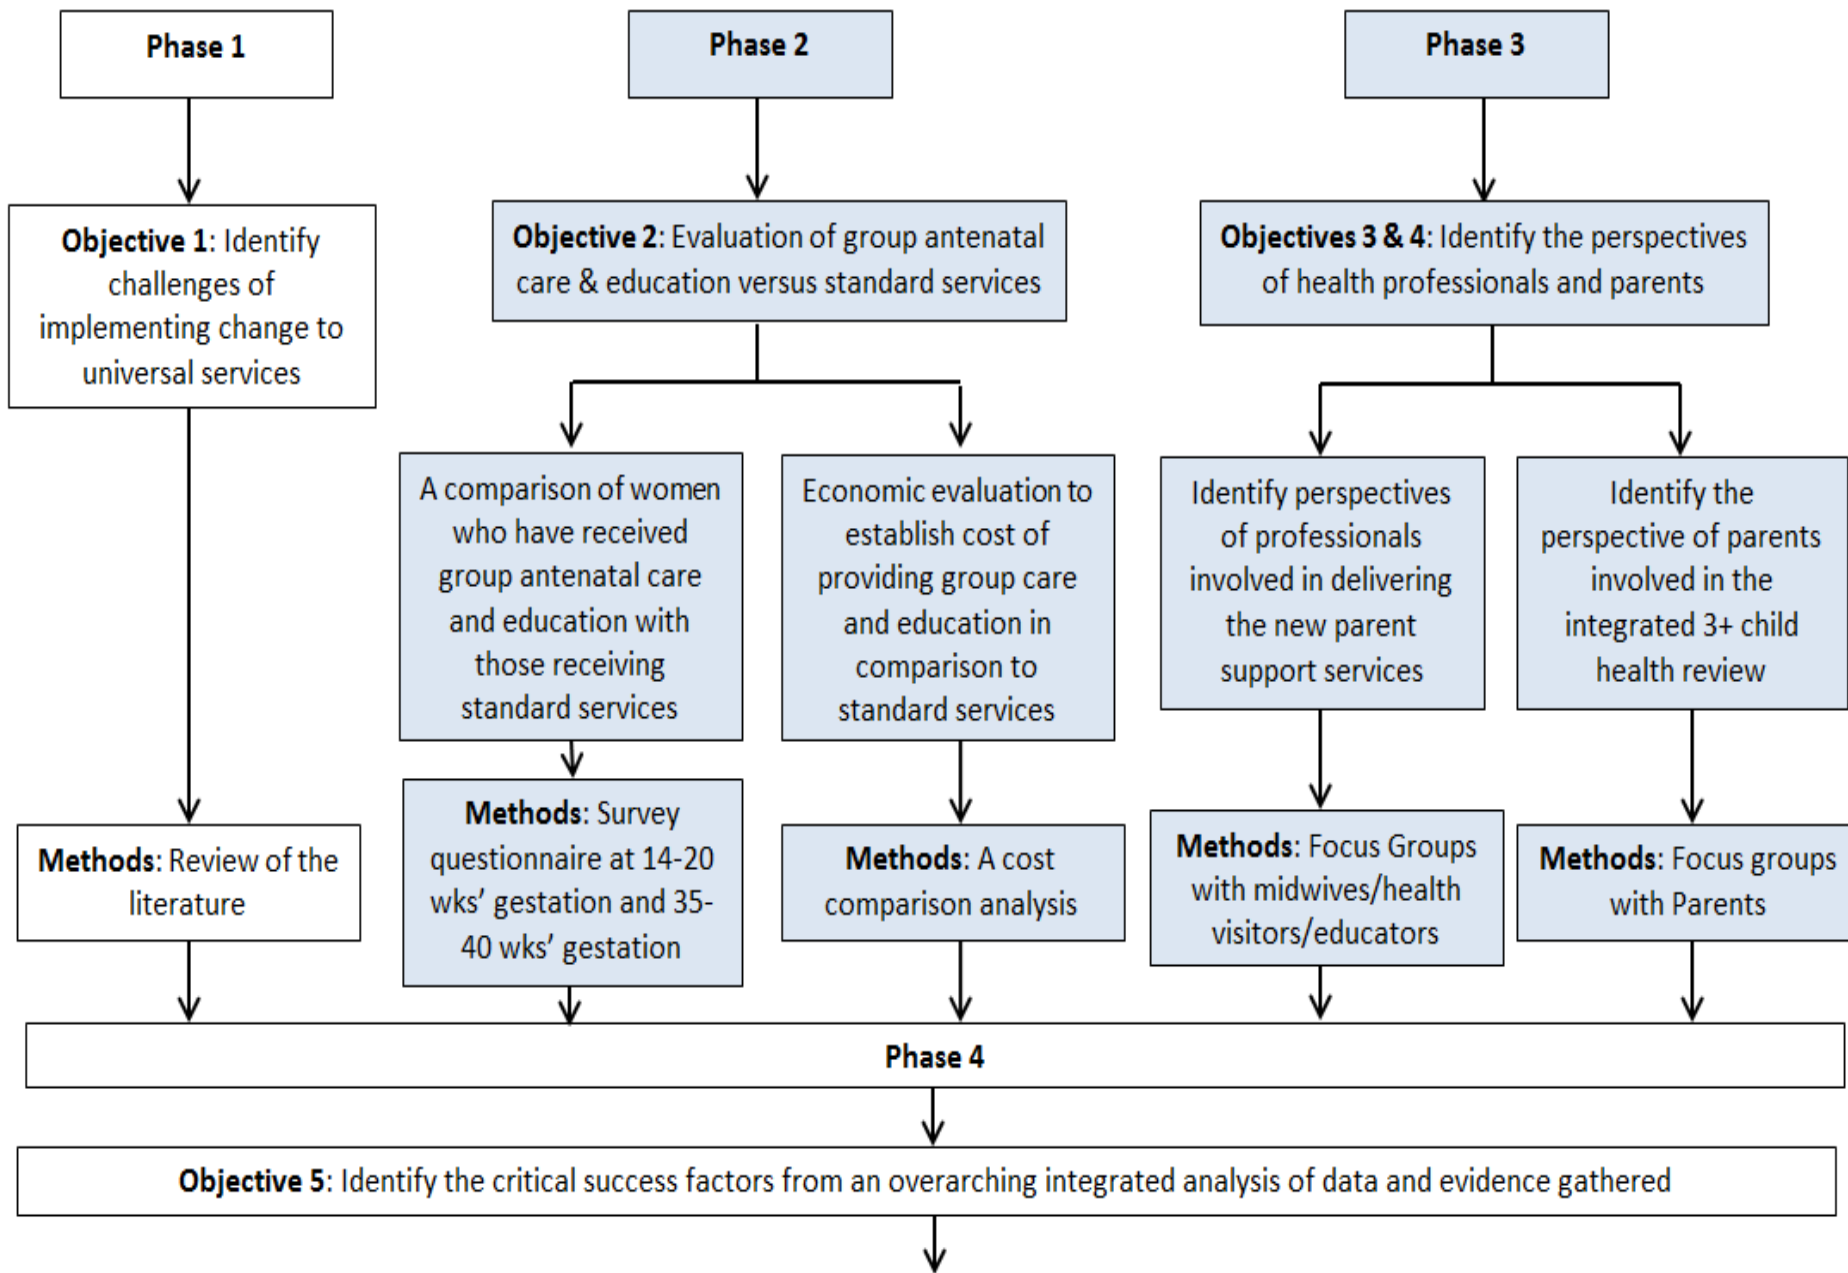 Phase 1
Phase 2
Phase 3
Objective 1: Identify
challenges of
implementing change to
universal services
Objective 2: Evaluation of group antenatal
care & education versus standard services
Objectives 3 & 4: Identify the perspectives
of health professionals and parents
A comparison of women
who have received
group antenatal care
and education with
those receiving
standard services
Economic evaluation to
establish cost of
providing group care
and education in
comparison to
standard services
Identify perspectives
of professionals
involved in delivering
the new parent
support services
Identify the
perspective of parents
involved in the
integrated 3+ child
health review
Methods: Review of the
literature
Methods: Survey
questionnaire at 14-20
wks’ gestation and 35-
40 wks’ gestation
Methods: A cost
comparison analysis
Methods: Focus Groups
with midwives/health
visitors/educators
Methods: Focus groups
with Parents
Phase 4
Objective 5: Identify the critical success factors from an overarching integrated analysis of data and evidence gathered